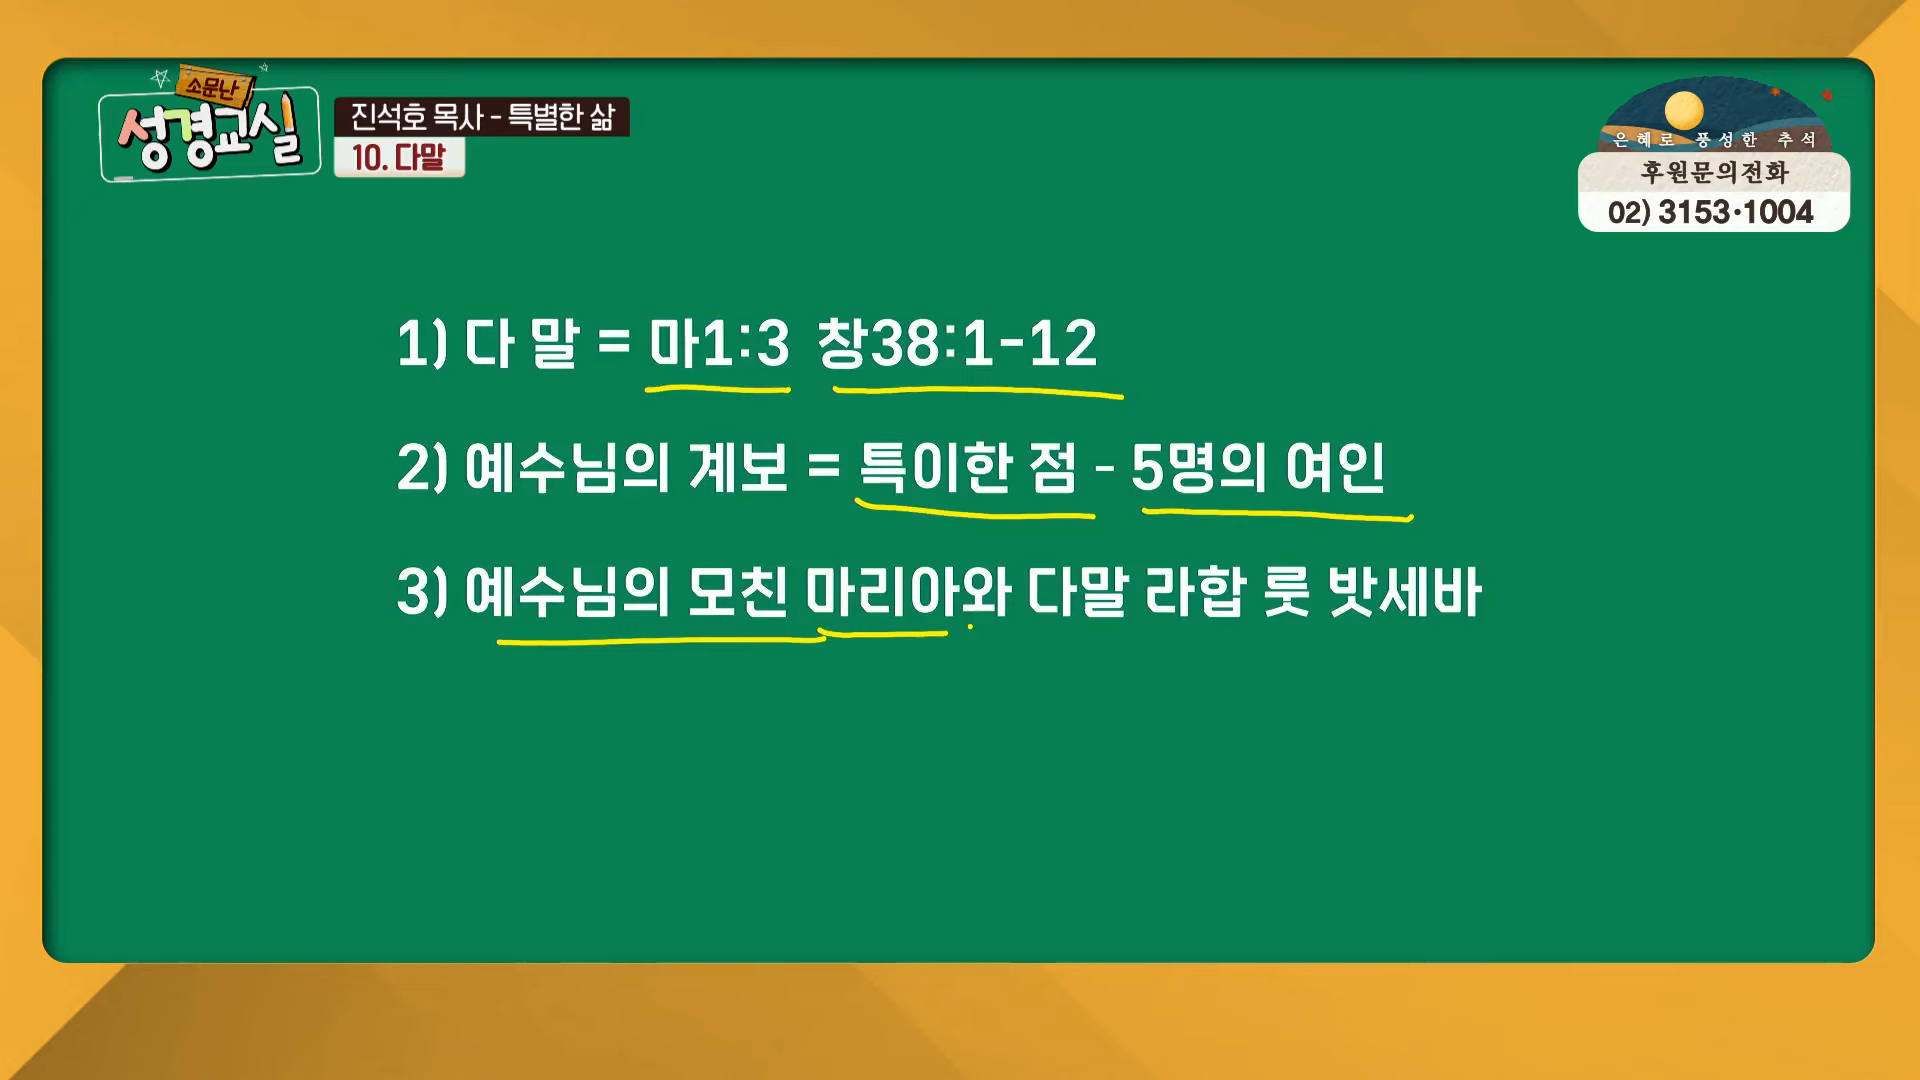 소문난
성경교실
진석호 목사 - 특별한 삶
10. 다말
은혜로 풍성한 추석
후원문의전화
02) 3153·1004
1) 다 말 = 마1:3 창38:1-12
2) 예수님의 계보 = 특이한 점 - 5명의 여인
3) 예수님의 모친 마리아와 다말 라합 룻 밧세바